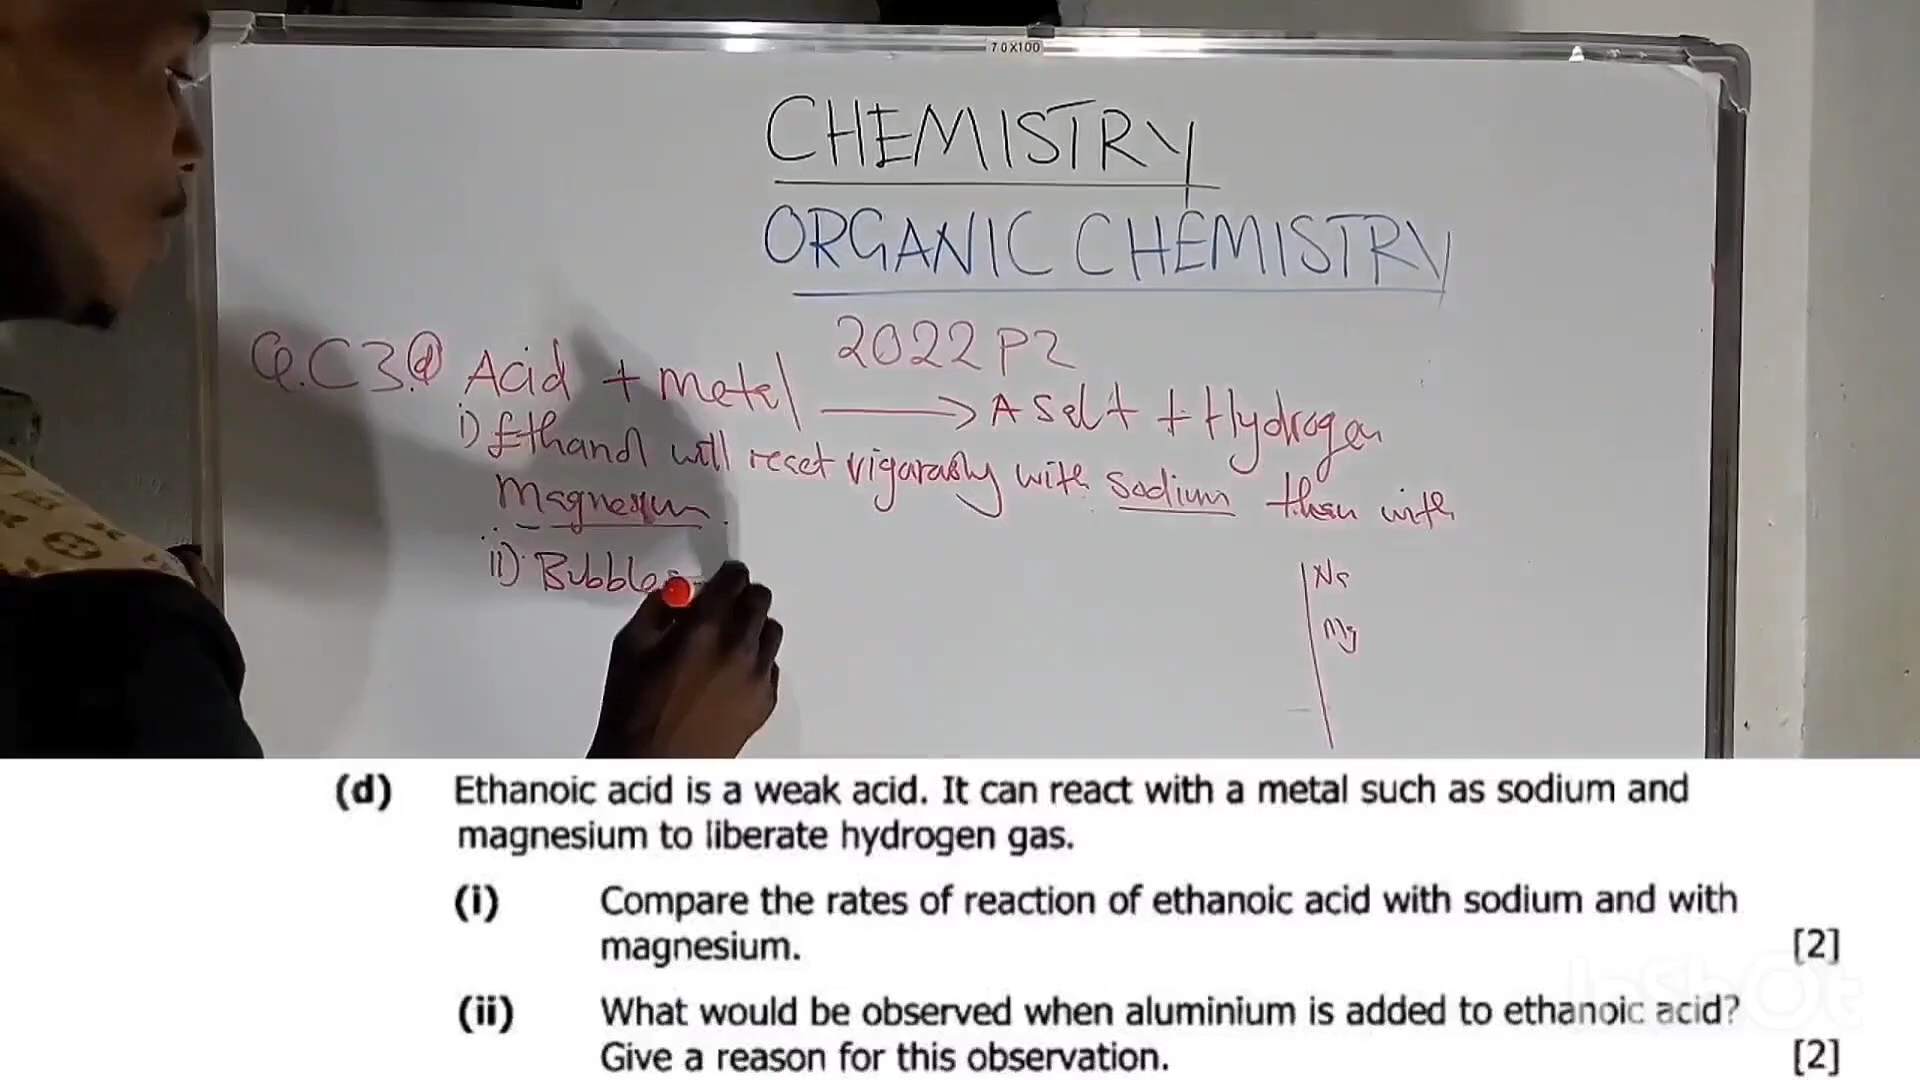 70X100
CHEMISTRY
ORGANIC CHEMISTRY
2022 P2
Q.C3.(d) Acid + Metal → A Salt + Hydrogen
i) Ethanol will react vigarously with sodium than with
Magnesium.
ii) Bubbles
Na
Mg
(d) Ethanoic acid is a weak acid. It can react with a metal such as sodium and
magnesium to liberate hydrogen gas.
(i) Compare the rates of reaction of ethanoic acid with sodium and with
magnesium. [2]
(ii) What would be observed when aluminium is added to ethanoic acid?
Give a reason for this observation. [2]
InShOt